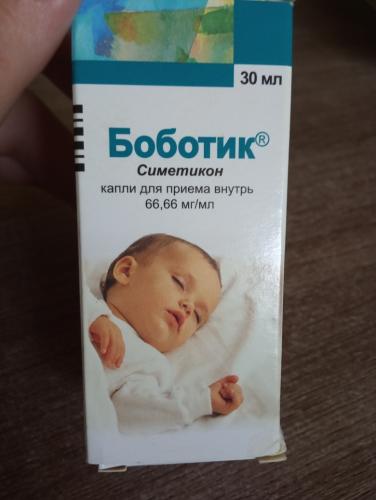 30 мл
Боботик®
Симетикон
капли для приема внутрь
66,66 мг/мл